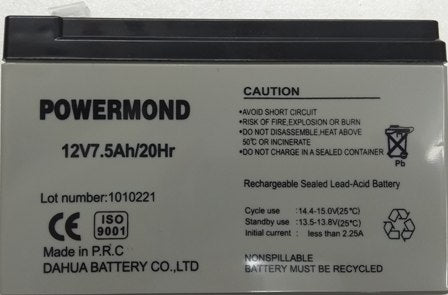 POWERMOND
12V7.5Ah/20Hr
Lot number:1010221
CE ISO
9001
Made in P.R.C
DAHUA BATTERY CO.,LTD
CAUTION
•AVOID SHORT CIRCUIT
•RISK OF FIRE,EXPLOSION OR BURN
•DO NOT DISASSEMBLE,HEAT ABOVE
50°C OR INCINERATE
•DO NOT CHARGE IN A SEALED CONTAINER
Pb
Rechargeable Sealed Lead-Acid Battery
Cycle use : 14.4-15.0V(25°C)
Standby use : 13.5-13.8V(25°C)
Initial current : less than 2.25A
NONSPILLABLE
BATTERY MUST BE RECYCLED